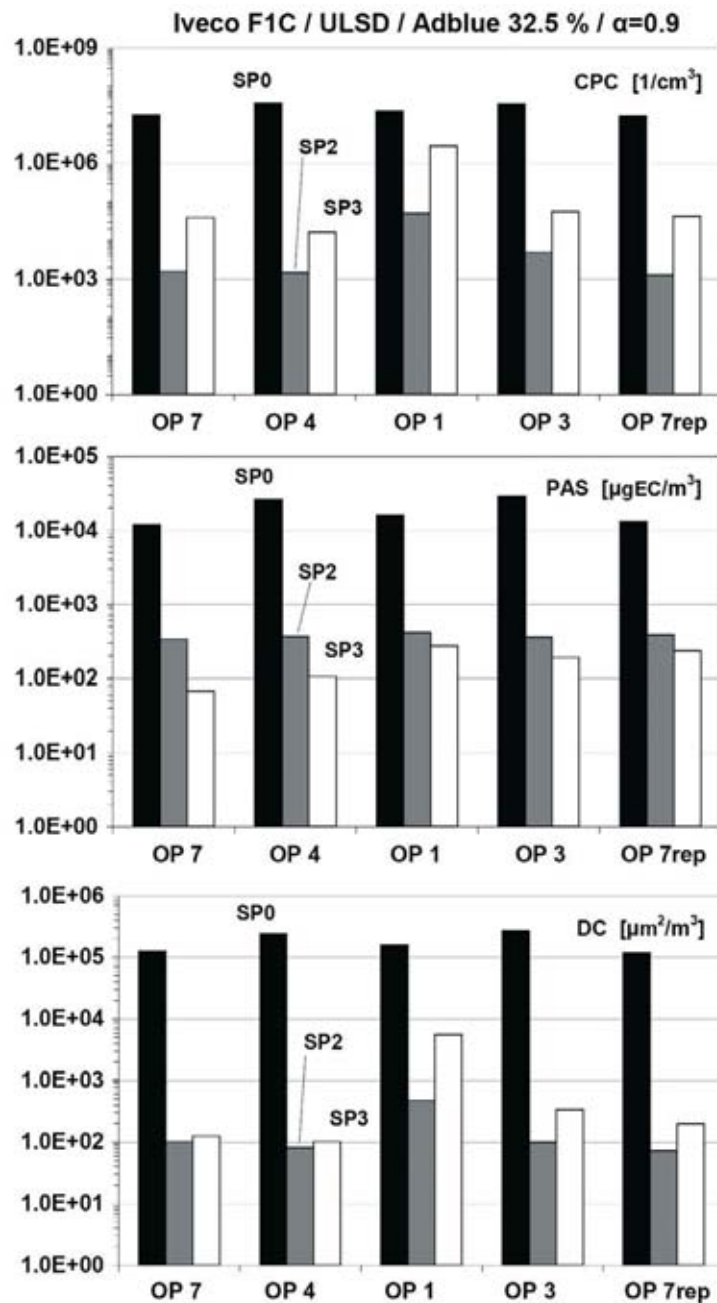 Iveco F1C / ULSD / Adblue 32.5 % / α=0.9
1.0E+09
SP0
CPC [1/cm³]
1.0E+06
SP2
SP3
1.0E+03
1.0E+00
OP 7 OP 4 OP 1 OP 3 OP 7rep
1.0E+05
SP0
PAS [µgEC/m³]
1.0E+04
1.0E+03
SP2
SP3
1.0E+02
1.0E+01
1.0E+00
OP 7 OP 4 OP 1 OP 3 OP 7rep
1.0E+06
SP0
DC [µm²/m³]
1.0E+05
1.0E+04
SP2
1.0E+03
SP3
1.0E+02
1.0E+01
1.0E+00
OP 7 OP 4 OP 1 OP 3 OP 7rep